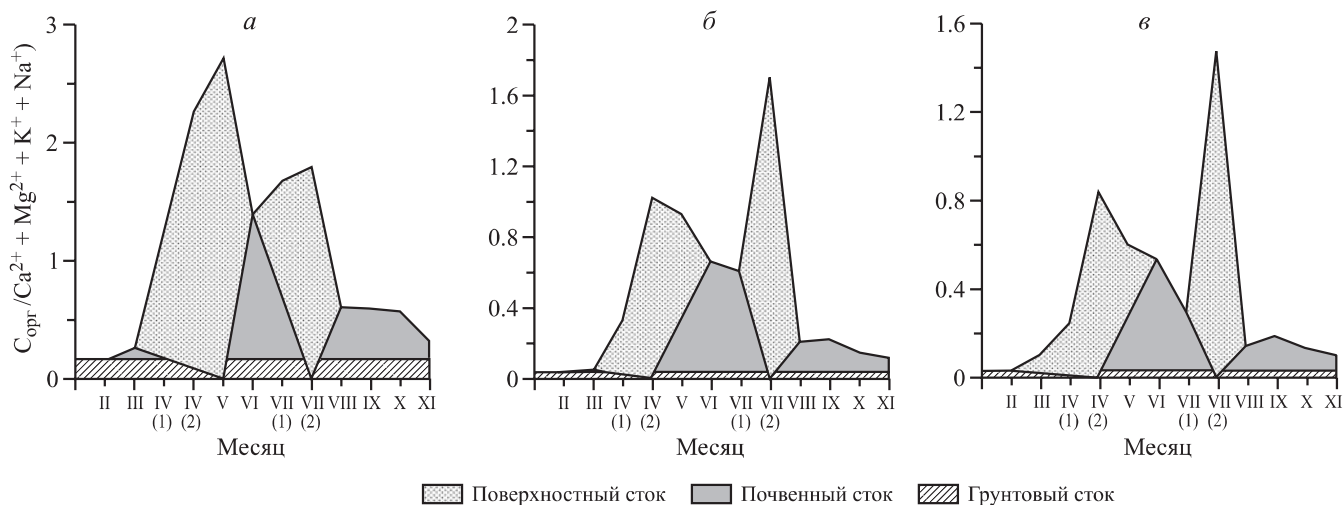 а
б
в
C орг /Ca2+ + Mg2+ + K+ + Na+)
3
2
1
0
2
1.6
1.2
0.8
0.4
0
1.6
1.2
0.8
0.4
0
II III IV IV V VI VII VII VIII IX X XI
(1) (2) (1) (2)
II III IV IV V VI VII VII VIII IX X XI
(1) (2) (1) (2)
II III IV IV V VI VII VII VIII IX X XI
(1) (2) (1) (2)
Месяц
Месяц
Месяц
Поверхностный сток
Почвенный сток
Грунтовый сток